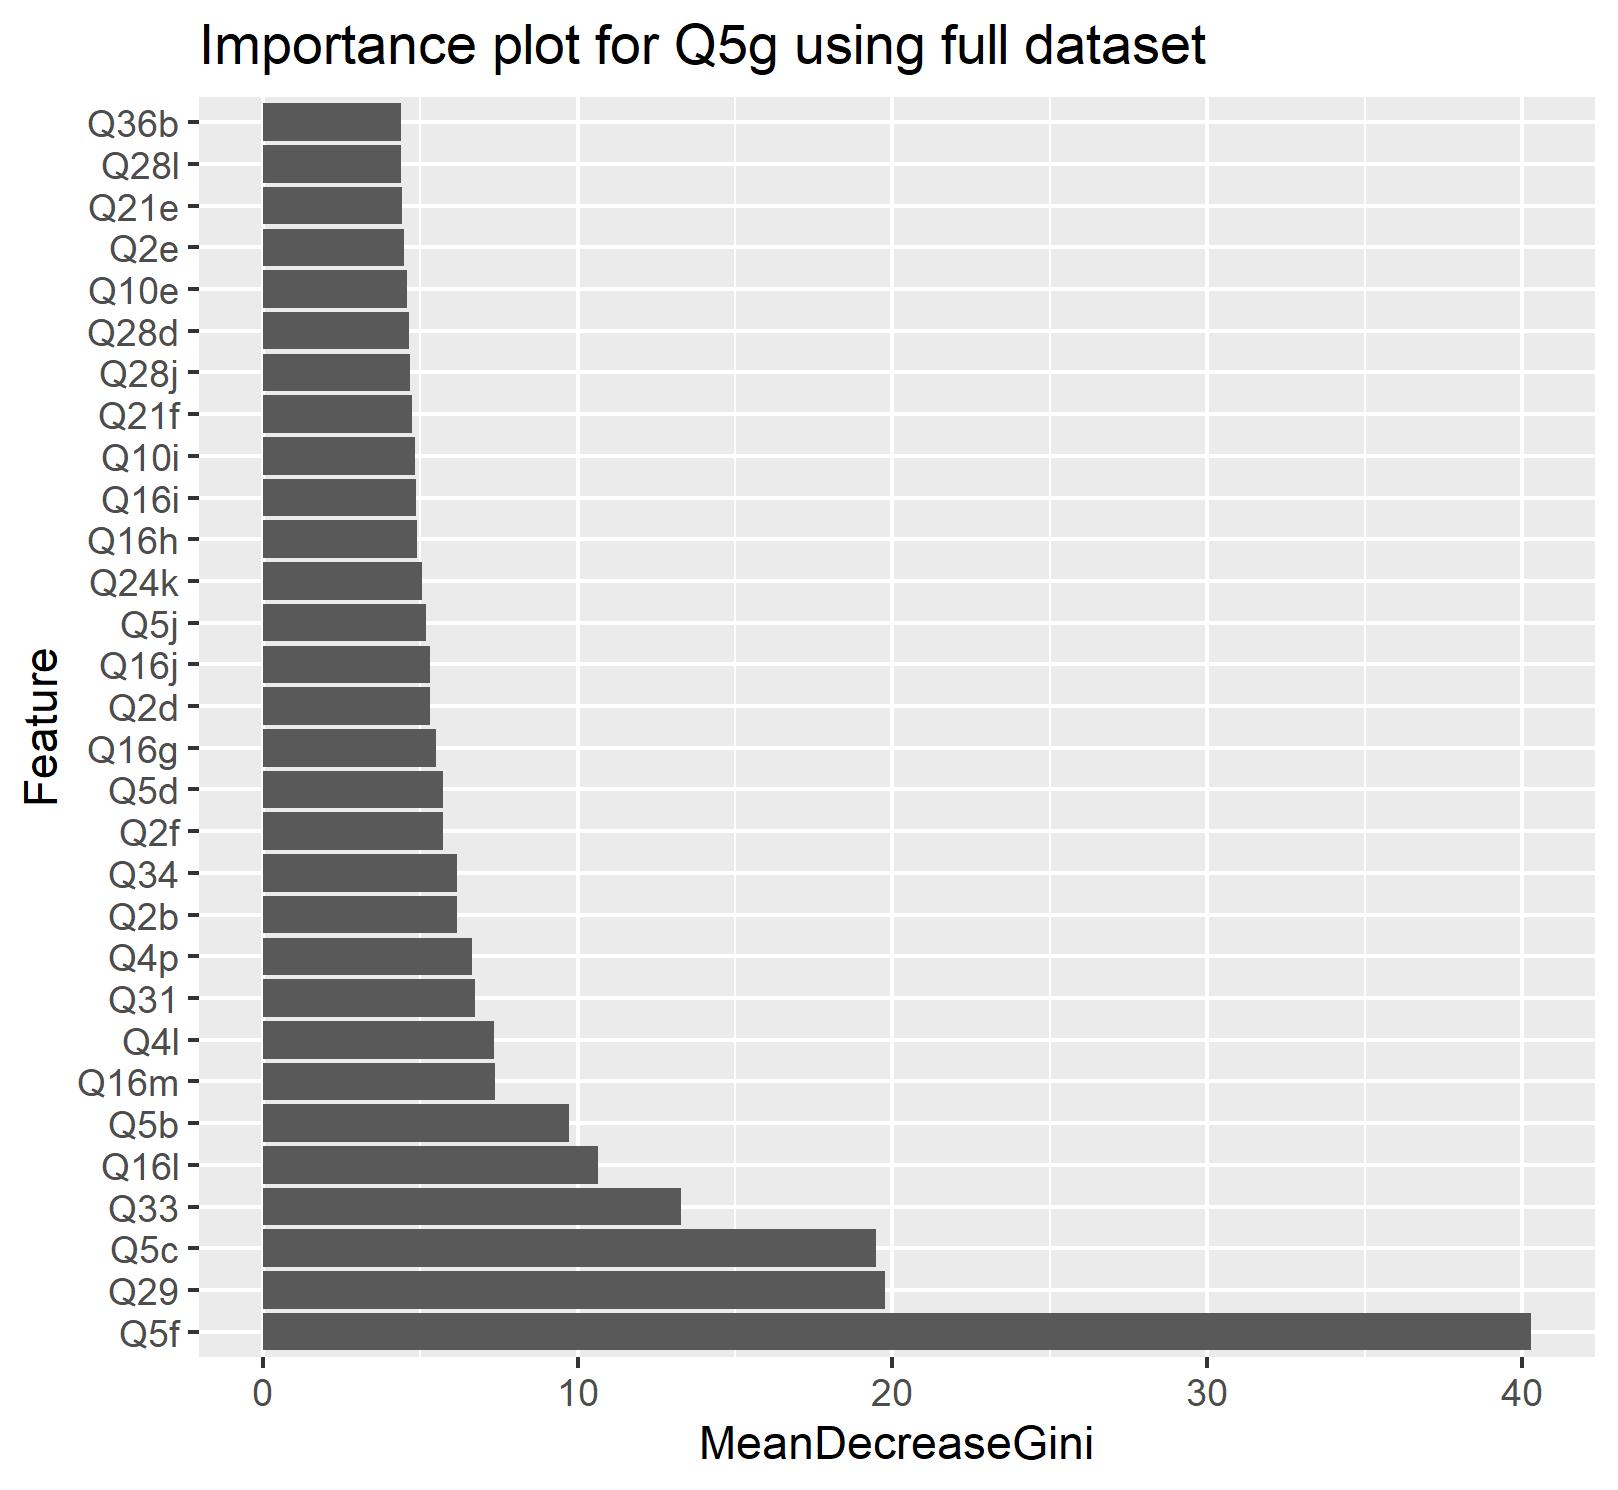 Importance plot for Q5g using full dataset
Q36b
Q28l
Q21e
Q2e
Q10e
Q28d
Q28j
Q21f
Q10i
Q16i
Q16h
Q24k
Q5j
Q16j
Q2d
Q16g
Q5d
Q2f
Q34
Q2b
Q4p
Q31
Q4l
Q16m
Q5b
Q16l
Q33
Q5c
Q29
Q5f
Feature
0 10 20 30 40
MeanDecreaseGini